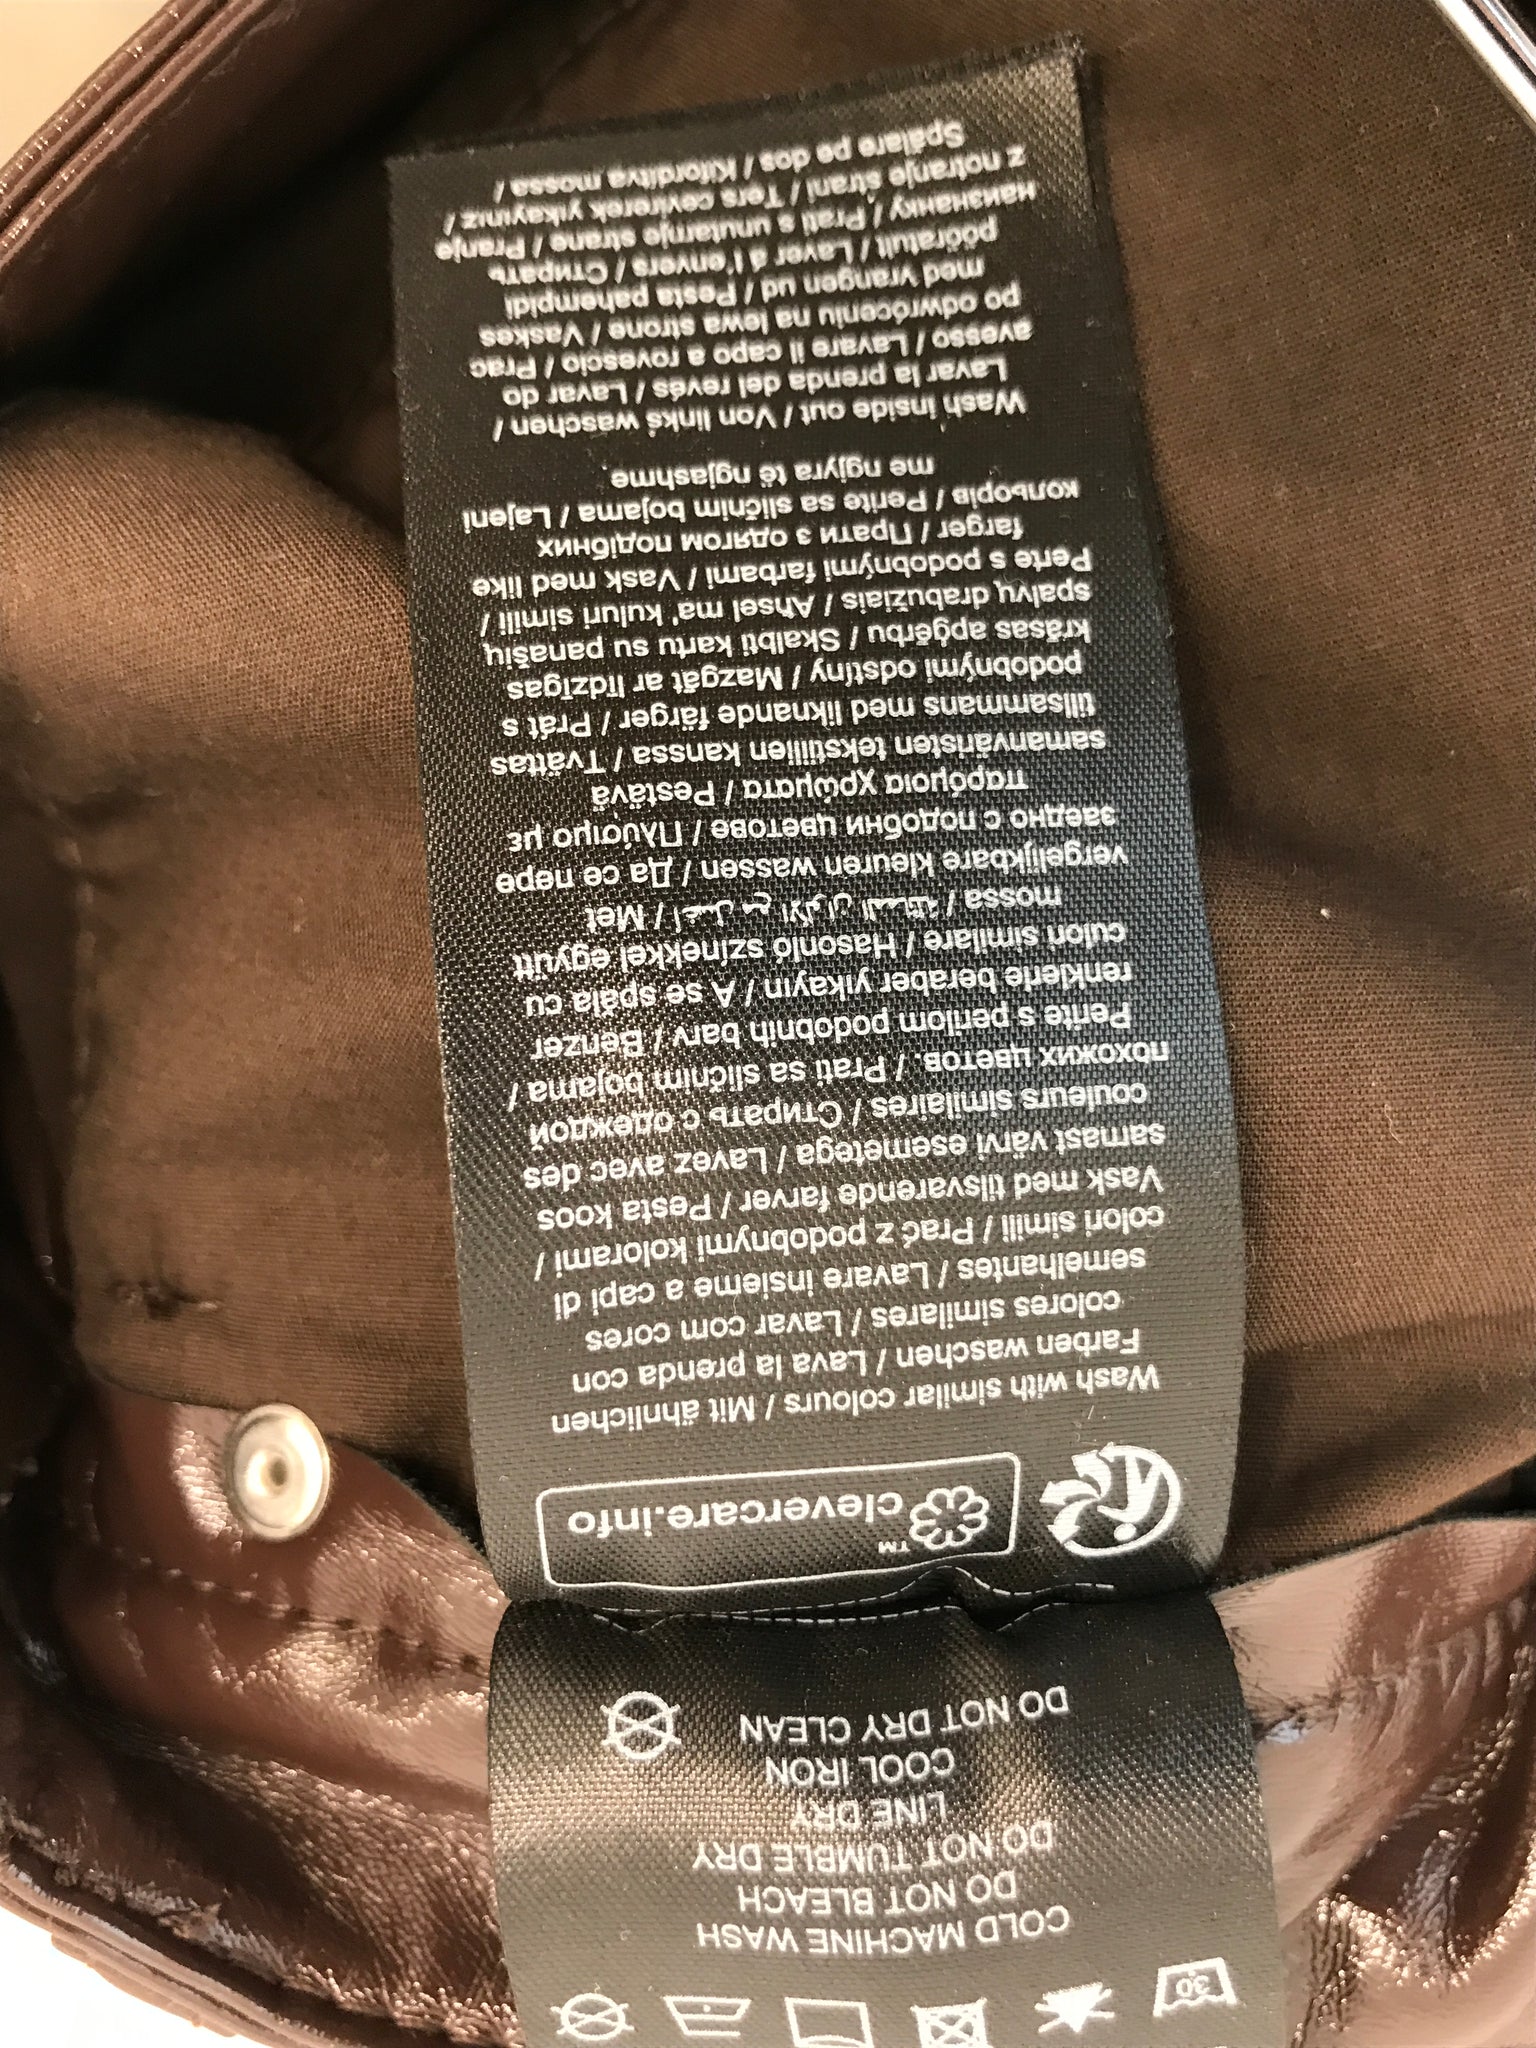 30
COLD MACHINE WASH
DO NOT BLEACH
DO NOT TUMBLE DRY
LINE DRY
COOL IRON
DO NOT DRY CLEAN
clevercare.info™
Wash with similar colours / Mit ähnlichen
Farben waschen / Lava la prenda con
colores similares / Lavar com cores
semelhantes / Lavare insieme a capi di
colori simili / Prać z podobnymi kolorami /
Vask med tilsvarende farver / Pesta koos
samast värvi esemetega / Lavez avec des
couleurs similaires / Стирать с одеждой
похожих цветов. / Prati sa sličnim bojama /
Perite s perilom podobnih barv / Benzer
renklerle beraber yıkayın / A se spăla cu
culori similare / Hasonló színekkel együtt
mossa / اغسل مع الألوان المماثلة / Met
vergelijkbare kleuren wassen / Да се пере
заедно с подобни цветове / Πλύσιμο με
παρόμοια χρώματα / Pestävä
samanväristen tekstiilien kanssa / Tvättas
tillsammans med liknande färger / Prát s
podobnými odstíny / Mazgāt ar līdzīgas
krāsas apģērbu / Skalbti kartu su panašių
spalvų drabužiais / Aħsel ma' kuluri simili /
Perte s podobnými farbami / Vask med like
farger / Прати з одягом подібних
кольорів / Perite sa sličnim bojama / Lajeni
me ngjyra të ngjashme.
Wash inside out / Von links waschen /
Lavar la prenda del revés / Lavar do
avesso / Lavare il capo a rovescio / Prac
po odwróceniu na lewa strone / Vaskes
med vrangen ud / Pesta pahempidi
pööratult / Laver à l'envers / Стирать
наизнанку / Prati s unutarnje strane / Pranje
z notranje strani / Ters çevirerek yıkayınız /
Spălare pe dos / Kifordítva mossa /